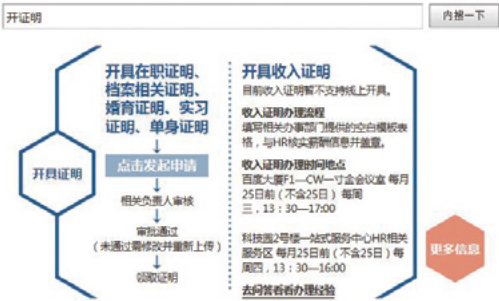 开证明
内搜一下
开具证明
开具在职证明、
档案相关证明、
婚育证明、实习
证明、单身证明
点击发起申请
相关负责人审核
审批通过
（未通过需修改并重新上传）
领取证明
开具收入证明
目前收入证明暂不支持线上开具。
收入证明办理流程
填写相关办事部门提供的空白模板表
格，与HR核实薪酬信息并盖章。
收入证明办理时间地点
百度大厦F1—CW一寸盒会议室 每月
25日前（不含25日） 每周
三，13：30—17:00
科技园2号楼一站式服务中心HR相关
服务区 每月25日前（不含25日）每
周四，13：30—16:00
去问答看看办理经验
更多信息